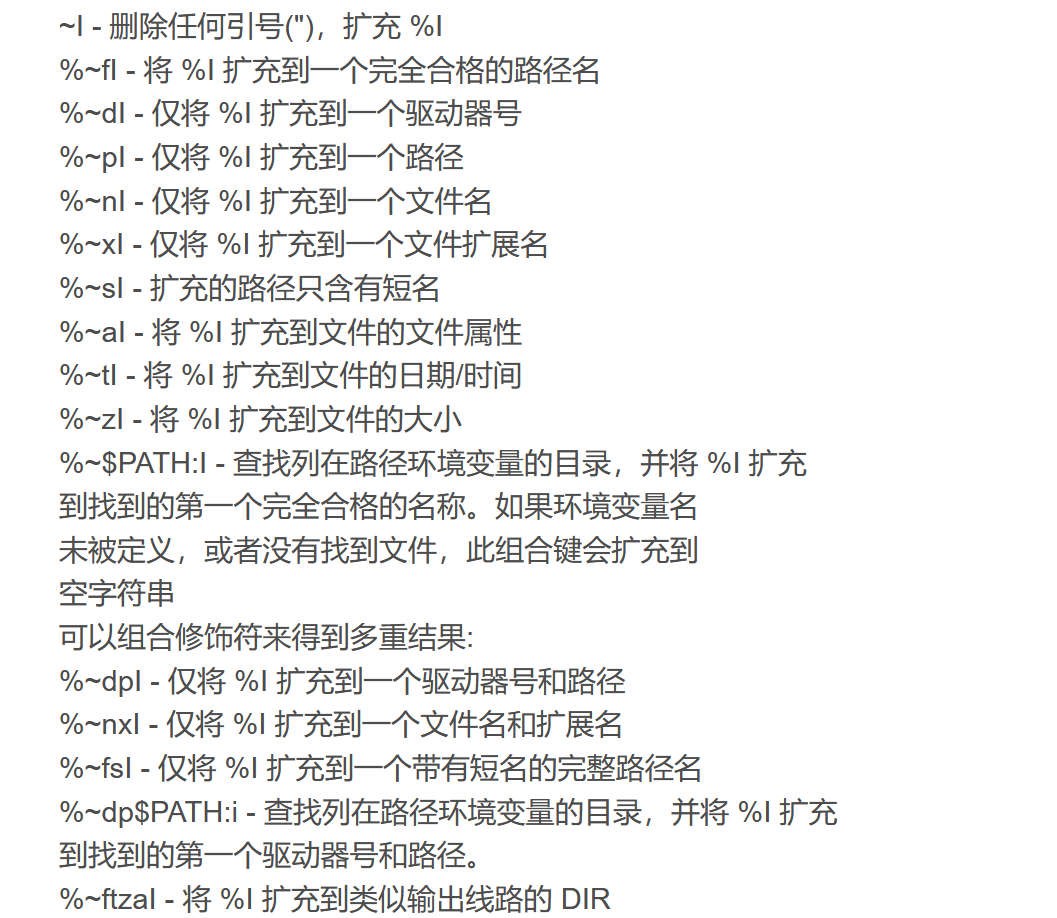 ~I - 删除任何引号(")，扩充 %I
%~fI - 将 %I 扩充到一个完全合格的路径名
%~dI - 仅将 %I 扩充到一个驱动器号
%~pI - 仅将 %I 扩充到一个路径
%~nI - 仅将 %I 扩充到一个文件名
%~xI - 仅将 %I 扩充到一个文件扩展名
%~sI - 扩充的路径只含有短名
%~aI - 将 %I 扩充到文件的文件属性
%~tI - 将 %I 扩充到文件的日期/时间
%~zI - 将 %I 扩充到文件的大小
%~$PATH:I - 查找列在路径环境变量的目录，并将 %I 扩充
到找到的第一个完全合格的名称。如果环境变量名
未被定义，或者没有找到文件，此组合键会扩充到
空字符串
可以组合修饰符来得到多重结果:
%~dpI - 仅将 %I 扩充到一个驱动器号和路径
%~nxI - 仅将 %I 扩充到一个文件名和扩展名
%~fsI - 仅将 %I 扩充到一个带有短名的完整路径名
%~dp$PATH:i - 查找列在路径环境变量的目录，并将 %I 扩充
到找到的第一个驱动器号和路径。
%~ftzaI - 将 %I 扩充到类似输出线路的 DIR